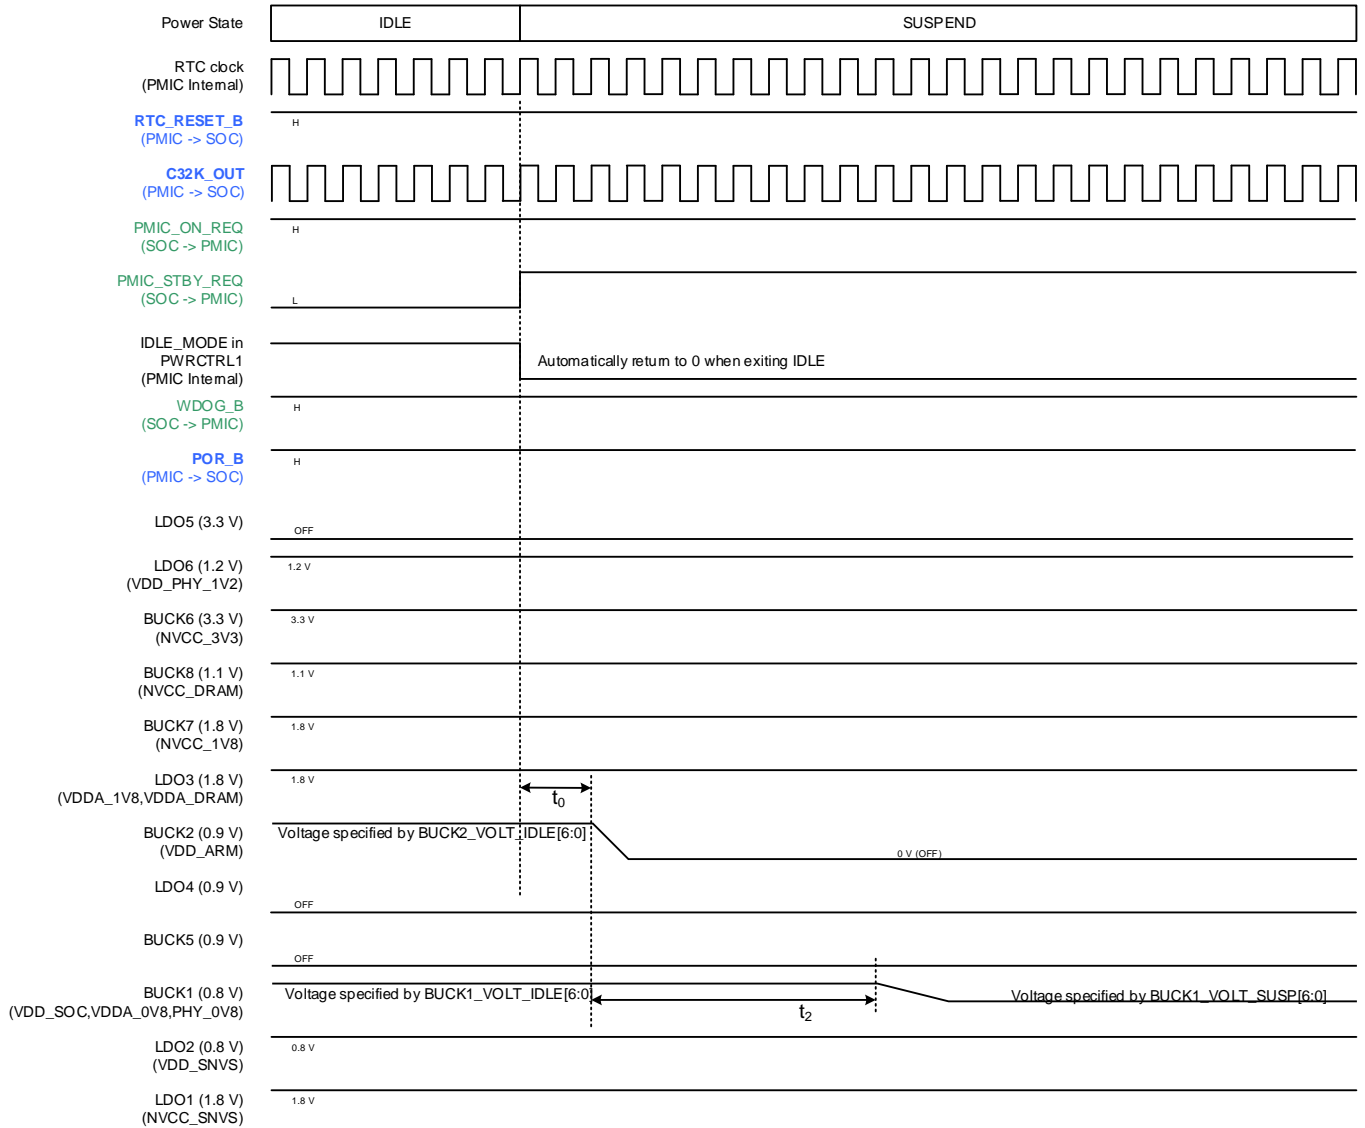 Power State
IDLE
SUSPEND
RTC clock
(PMIC Internal)
RTC_RESET_B
(PMIC -> SOC)
H
C32K_OUT
(PMIC -> SOC)
PMIC_ON_REQ
(SOC -> PMIC)
H
PMIC_STBY_REQ
(SOC -> PMIC)
L
IDLE_MODE in
PWRCTRL1
(PMIC Internal)
Automatically return to 0 when exiting IDLE
WDOG_B
(SOC -> PMIC)
H
POR_B
(PMIC -> SOC)
H
LDO5 (3.3 V)
OFF
LDO6 (1.2 V)
(VDD_PHY_1V2)
1.2 V
BUCK6 (3.3 V)
(NVCC_3V3)
3.3 V
BUCK8 (1.1 V)
(NVCC_DRAM)
1.1 V
BUCK7 (1.8 V)
(NVCC_1V8)
1.8 V
LDO3 (1.8 V)
(VDDA_1V8,VDDA_DRAM)
1.8 V
t0
BUCK2 (0.9 V)
(VDD_ARM)
Voltage specified by BUCK2_VOLT_IDLE[6:0]
0 V (OFF)
LDO4 (0.9 V)
OFF
BUCK5 (0.9 V)
OFF
BUCK1 (0.8 V)
(VDD_SOC,VDDA_0V8,PHY_0V8)
Voltage specified by BUCK1_VOLT_IDLE[6:0]
t2
Voltage specified by BUCK1_VOLT_SUSP[6:0]
LDO2 (0.8 V)
(VDD_SNVS)
0.8 V
LDO1 (1.8 V)
(NVCC_SNVS)
1.8 V